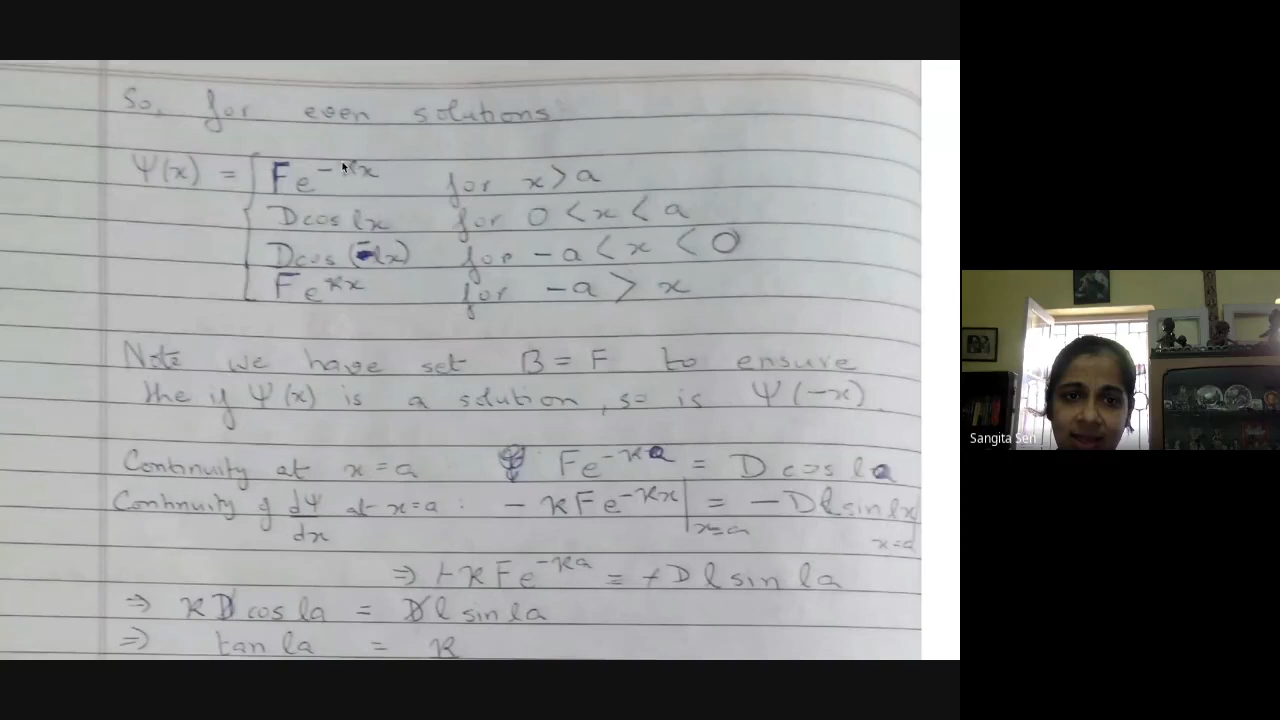 So, for even solutions
Ψ(x) = { Fe^{-κx} for x > a
D cos lx for 0 < x < a
D cos (-lx) for -a < x < 0
Fe^{κx} for -a > x
Note we have set B = F to ensure
the if Ψ(x) is a solution, so is Ψ(-x).
Continuity at x = a Fe^{-κa} = D cos la
Continuity of dΨ/dx at x = a : - κFe^{-κx}|_{x=a} = - Dl sin lx|_{x=a}
⇒ +κFe^{-κa} = +Dl sin la
⇒ κD cos la = Dl sin la
⇒ tan la = κ
Sangita Sen